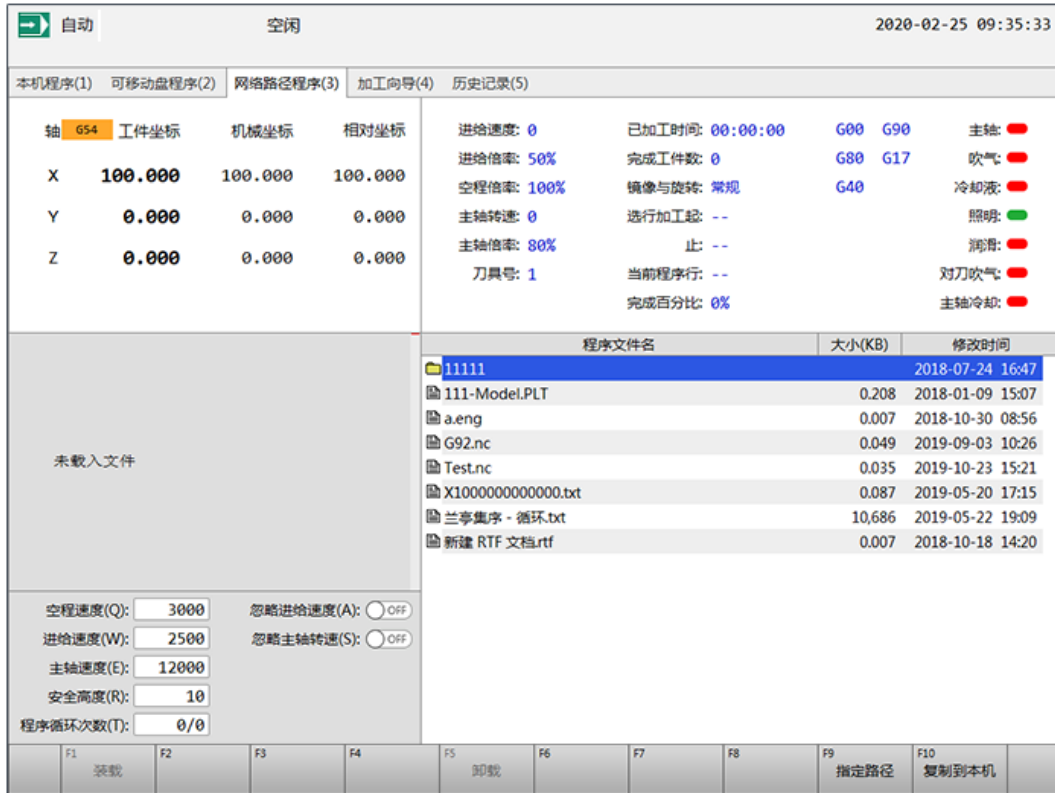 自动 空闲 2020-02-25 09:35:33
本机程序(1) 可移动盘程序(2) 网络路径程序(3) 加工向导(4) 历史记录(5)
轴 G54 工件坐标 机械坐标 相对坐标
X 100.000 100.000 100.000
Y 0.000 0.000 0.000
Z 0.000 0.000 0.000
进给速度: 0 已加工时间: 00:00:00 G00 G90 主轴:
进给倍率: 50% 完成工件数: 0 G80 G17 吹气:
空程倍率: 100% 镜像与旋转: 常规 G40 冷却液:
主轴转速: 0 选行加工起: -- 照明:
主轴倍率: 80% 止: -- 润滑:
刀具号: 1 当前程序行: -- 对刀吹气:
完成百分比: 0% 主轴冷却:
未载入文件
程序文件名 大小(KB) 修改时间
11111 2018-07-24 16:47
111-Model.PLT 0.208 2018-01-09 15:07
a.eng 0.007 2018-10-30 08:56
G92.nc 0.049 2019-09-03 10:26
Test.nc 0.035 2019-10-23 15:21
X1000000000000.txt 0.087 2019-05-20 17:15
兰亭集序 - 循环.txt 10,686 2019-05-22 19:09
新建 RTF 文档.rtf 0.007 2018-10-18 14:20
空程速度(Q): 3000 忽略进给速度(A): OFF
进给速度(W): 2500 忽略主轴转速(S): OFF
主轴速度(E): 12000
安全高度(R): 10
程序循环次数(T): 0/0
F1 F2 F3 F4 F5 F6 F7 F8 F9 F10
装载 卸载 指定路径 复制到本机